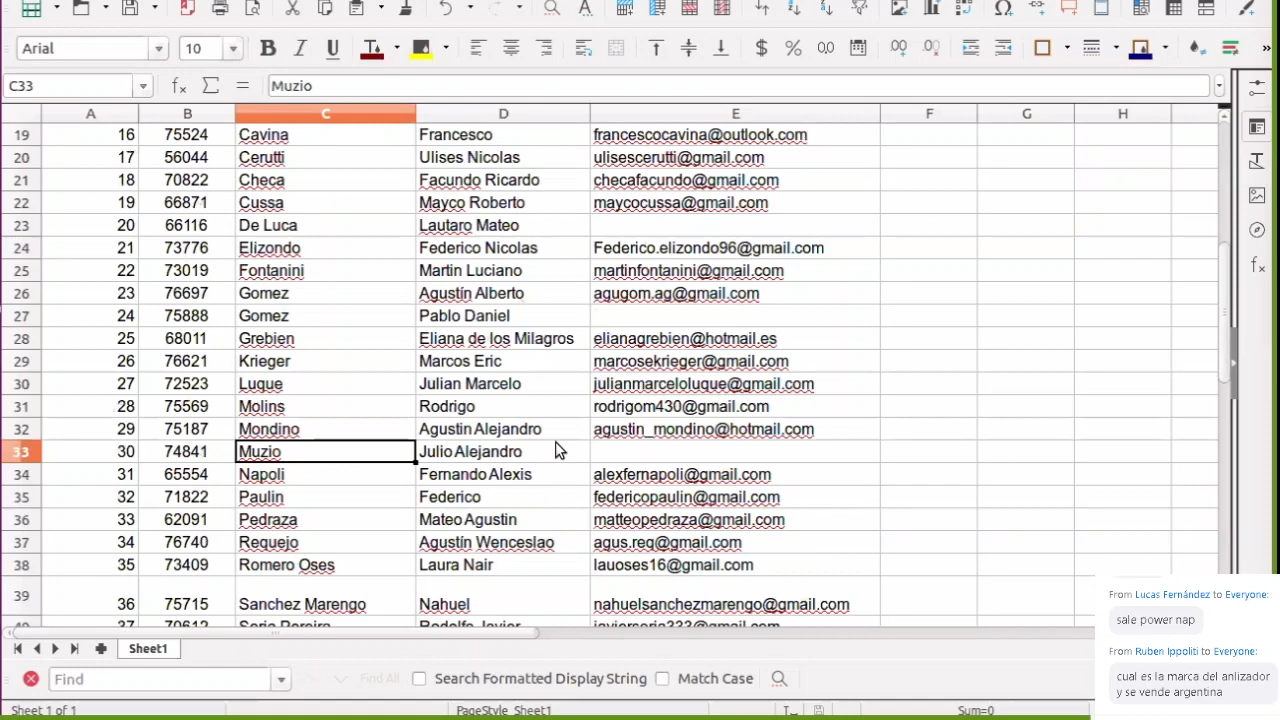 Arial 10
C33 Muzio
A B C D E F G H
19 16 75524 Cavina Francesco francescocavina@outlook.com
20 17 56044 Cerutti Ulises Nicolas ulisescerutti@gmail.com
21 18 70822 Checa Facundo Ricardo checafacundo@gmail.com
22 19 66871 Cussa Mayco Roberto maycocussa@gmail.com
23 20 66116 De Luca Lautaro Mateo
24 21 73776 Elizondo Federico Nicolas Federico.elizondo96@gmail.com
25 22 73019 Fontanini Martin Luciano martinfontanini@gmail.com
26 23 76697 Gomez Agustín Alberto agugom.ag@gmail.com
27 24 75888 Gomez Pablo Daniel
28 25 68011 Grebien Eliana de los Milagros elianagrebien@hotmail.es
29 26 76621 Krieger Marcos Eric marcosekrieger@gmail.com
30 27 72523 Luque Julian Marcelo julianmarceloluque@gmail.com
31 28 75569 Molins Rodrigo rodrigom430@gmail.com
32 29 75187 Mondino Agustin Alejandro agustin_mondino@hotmail.com
33 30 74841 Muzio Julio Alejandro
34 31 65554 Napoli Fernando Alexis alexfernapoli@gmail.com
35 32 71822 Paulin Federico federicopaulin@gmail.com
36 33 62091 Pedraza Mateo Agustin matteopedraza@gmail.com
37 34 76740 Requejo Agustín Wenceslao agus.req@gmail.com
38 35 73409 Romero Oses Laura Nair lauoses16@gmail.com
39 36 75715 Sanchez Marengo Nahuel nahuelsanchezmarengo@gmail.com
Sheet1
Find Find All Search Formatted Display String Match Case
Sheet 1 of 1 PageStyle_Sheet1 Sum=0
From Lucas Fernández to Everyone:
sale power nap
From Ruben Ippoliti to Everyone:
cual es la marca del anlizador
y se vende argentina